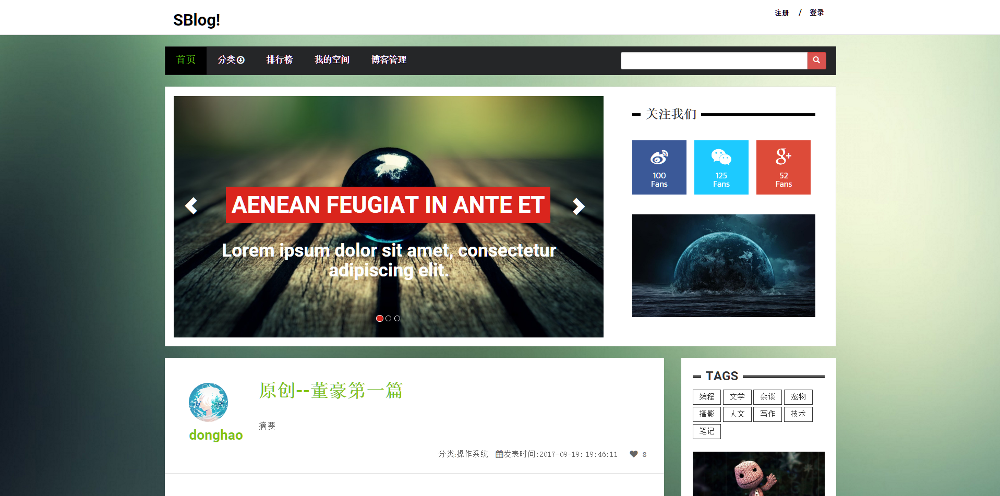 SBlog!
注册 / 登录
首页 分类 排行榜 我的空间 博客管理
AENEAN FEUGIAT IN ANTE ET
Lorem ipsum dolor sit amet, consectetur
adipiscing elit.
关注我们
100 Fans
125 Fans
52 Fans
原创--董豪第一篇
摘要
donghao
分类:操作系统 发表时间:2017-09-19: 19:46:11 8
TAGS
编程 文学 杂谈 宠物
摄影 人文 写作 技术
笔记